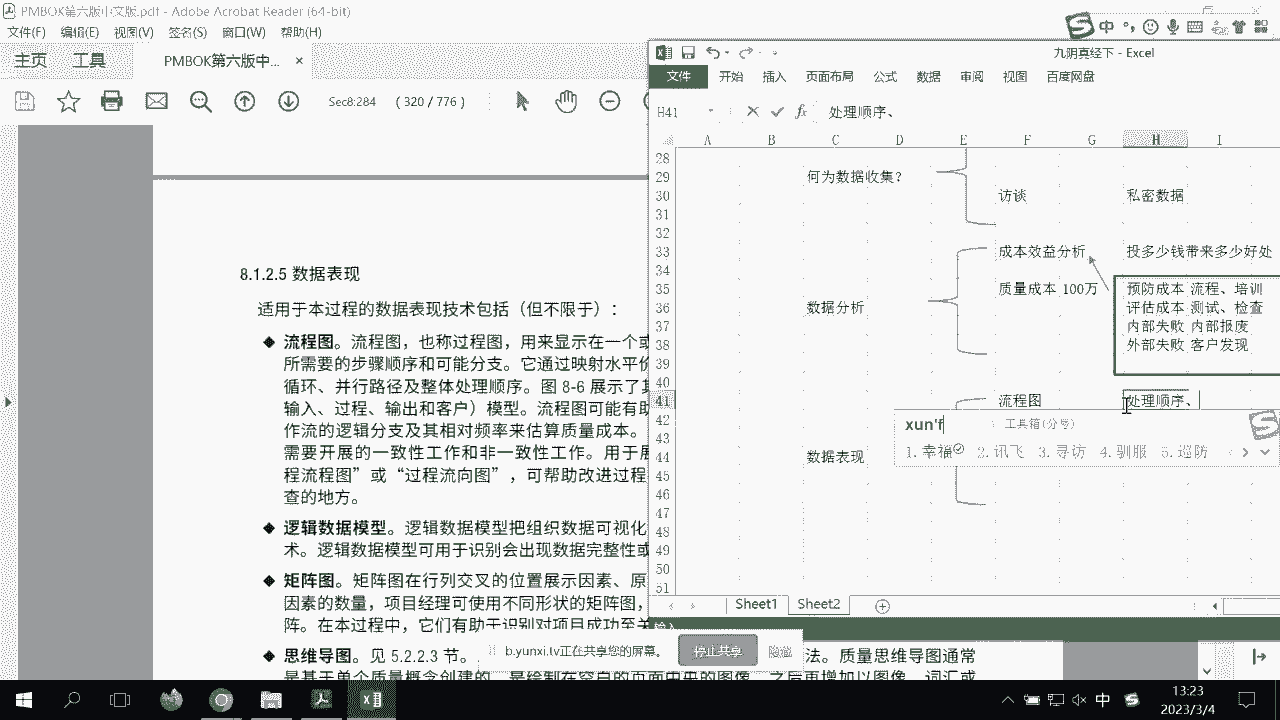 PMBOK第六版中文版.pdf - Adobe Acrobat Reader (64-bit)
文件(F) 编辑(E) 视图(V) 签名(S) 窗口(W) 帮助(H)
主页 工具 PMBOK第六版中... ×
Sec8:284 ( 320 / 776 )
8.1.2.5 数据表现
适用于本过程的数据表现技术包括（但不限于）：
◆ 流程图。流程图，也称过程图，用来显示在一个或
所需要的步骤顺序和可能分支。它通过映射水平价
循环、并行路径及整体处理顺序。图 8-6 展示了其
输入、过程、输出和客户）模型。流程图可能有助
作流的逻辑分支及其相对频率来估算质量成本。
需要开展的一致性工作和非一致性工作。用于展
程流程图”或“过程流向图”，可帮助改进过程
查的地方。
◆ 逻辑数据模型。逻辑数据模型把组织数据可视化
术。逻辑数据模型可用于识别会出现数据完整性或
◆ 矩阵图。矩阵图在行列交叉的位置展示因素、原
因素的数量，项目经理可使用不同形状的矩阵图，
阵。在本过程中，它们有助于识别对项目成功至关
◆ 思维导图。见 5.2.2.3 节。
法。质量思维导图通常
是基于单个质量概念创建的，是绘制在空白的页面中央的图像，之后再增加以图像、词汇或
中
九阴真经下 - Excel
文件 开始 插入 页面布局 公式 数据 审阅 视图 百度网盘
H41 fx 处理顺序、
A B C D E F G H I
28
29 何为数据收集？
30 访谈 私密数据
31
32
33 成本效益分析 投多少钱带来多少好处
34
35 质量成本 100万 预防成本 流程、培训
36 数据分析 评估成本 测试、检查
37 内部失败 内部报废
38 外部失败 客户发现
39
40
41 流程图 处理顺序、
42
43
44 数据表现
45
46
47
48
49
50
51
xun'f 工具箱(分号)
1. 幸福 2. 讯飞 3. 寻访 4. 驯服 5. 巡防
Sheet1 Sheet2
输入
b.yunxi.tv正在共享您的屏幕。 停止共享 隐藏
中
13:23
2023/3/4